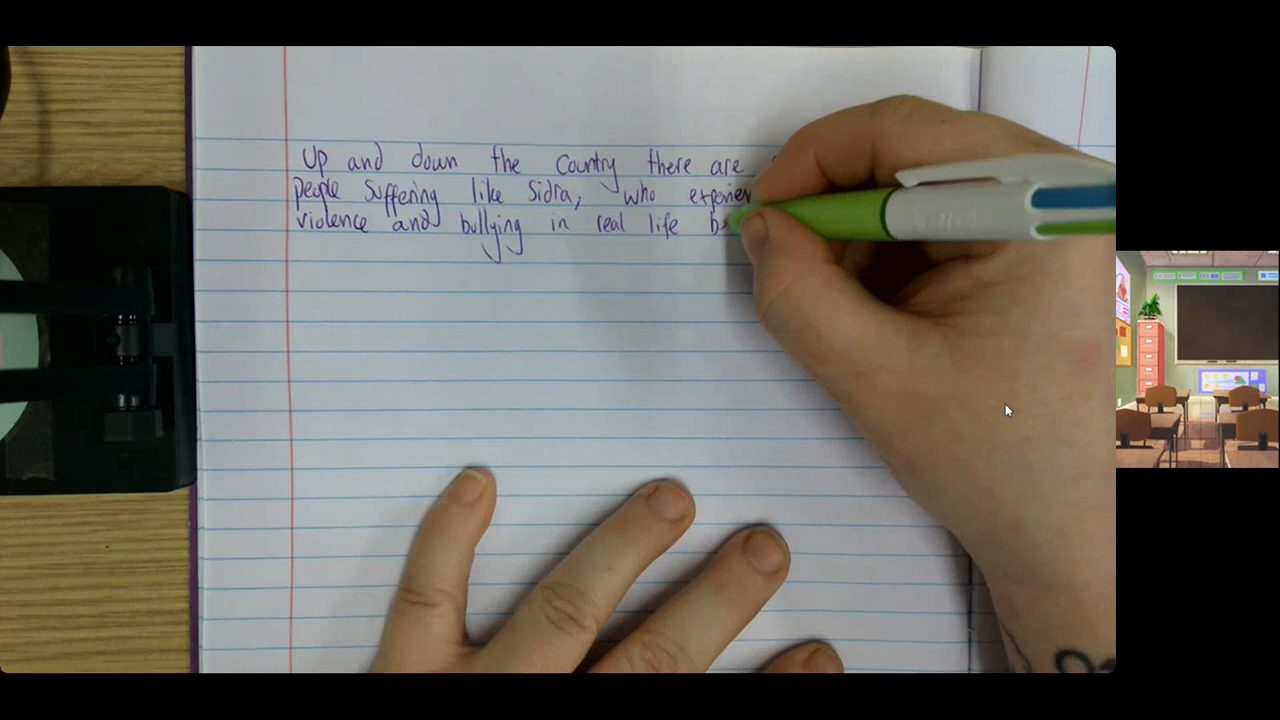 Up and down the Country there are
people Suffering like Sidra, who
violence and bullying in real life